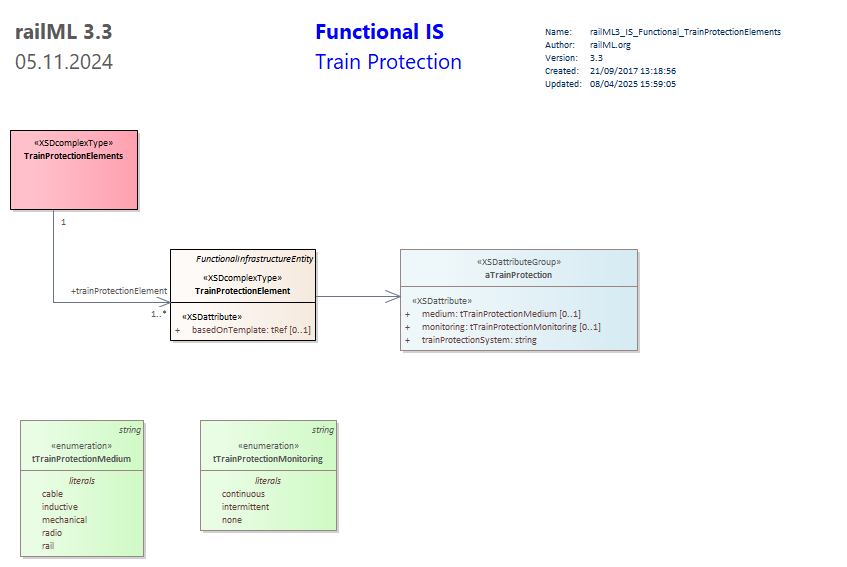 railML 3.3
05.11.2024
Functional IS
Train Protection
Name: railML3_IS_Functional_TrainProtectionElements
Author: railML.org
Version: 3.3
Created: 21/09/2017 13:18:56
Updated: 08/04/2025 15:59:05
«XSDcomplexType»
TrainProtectionElements
1
+trainProtectionElement
1..*
FunctionalInfrastructureEntity
«XSDcomplexType»
TrainProtectionElement
«XSDattribute»
+ basedOnTemplate: tRef [0..1]
«XSDattributeGroup»
aTrainProtection
«XSDattribute»
+ medium: tTrainProtectionMedium [0..1]
+ monitoring: tTrainProtectionMonitoring [0..1]
+ trainProtectionSystem: string
string
«enumeration»
tTrainProtectionMedium
literals
cable
inductive
mechanical
radio
rail
string
«enumeration»
tTrainProtectionMonitoring
literals
continuous
intermittent
none